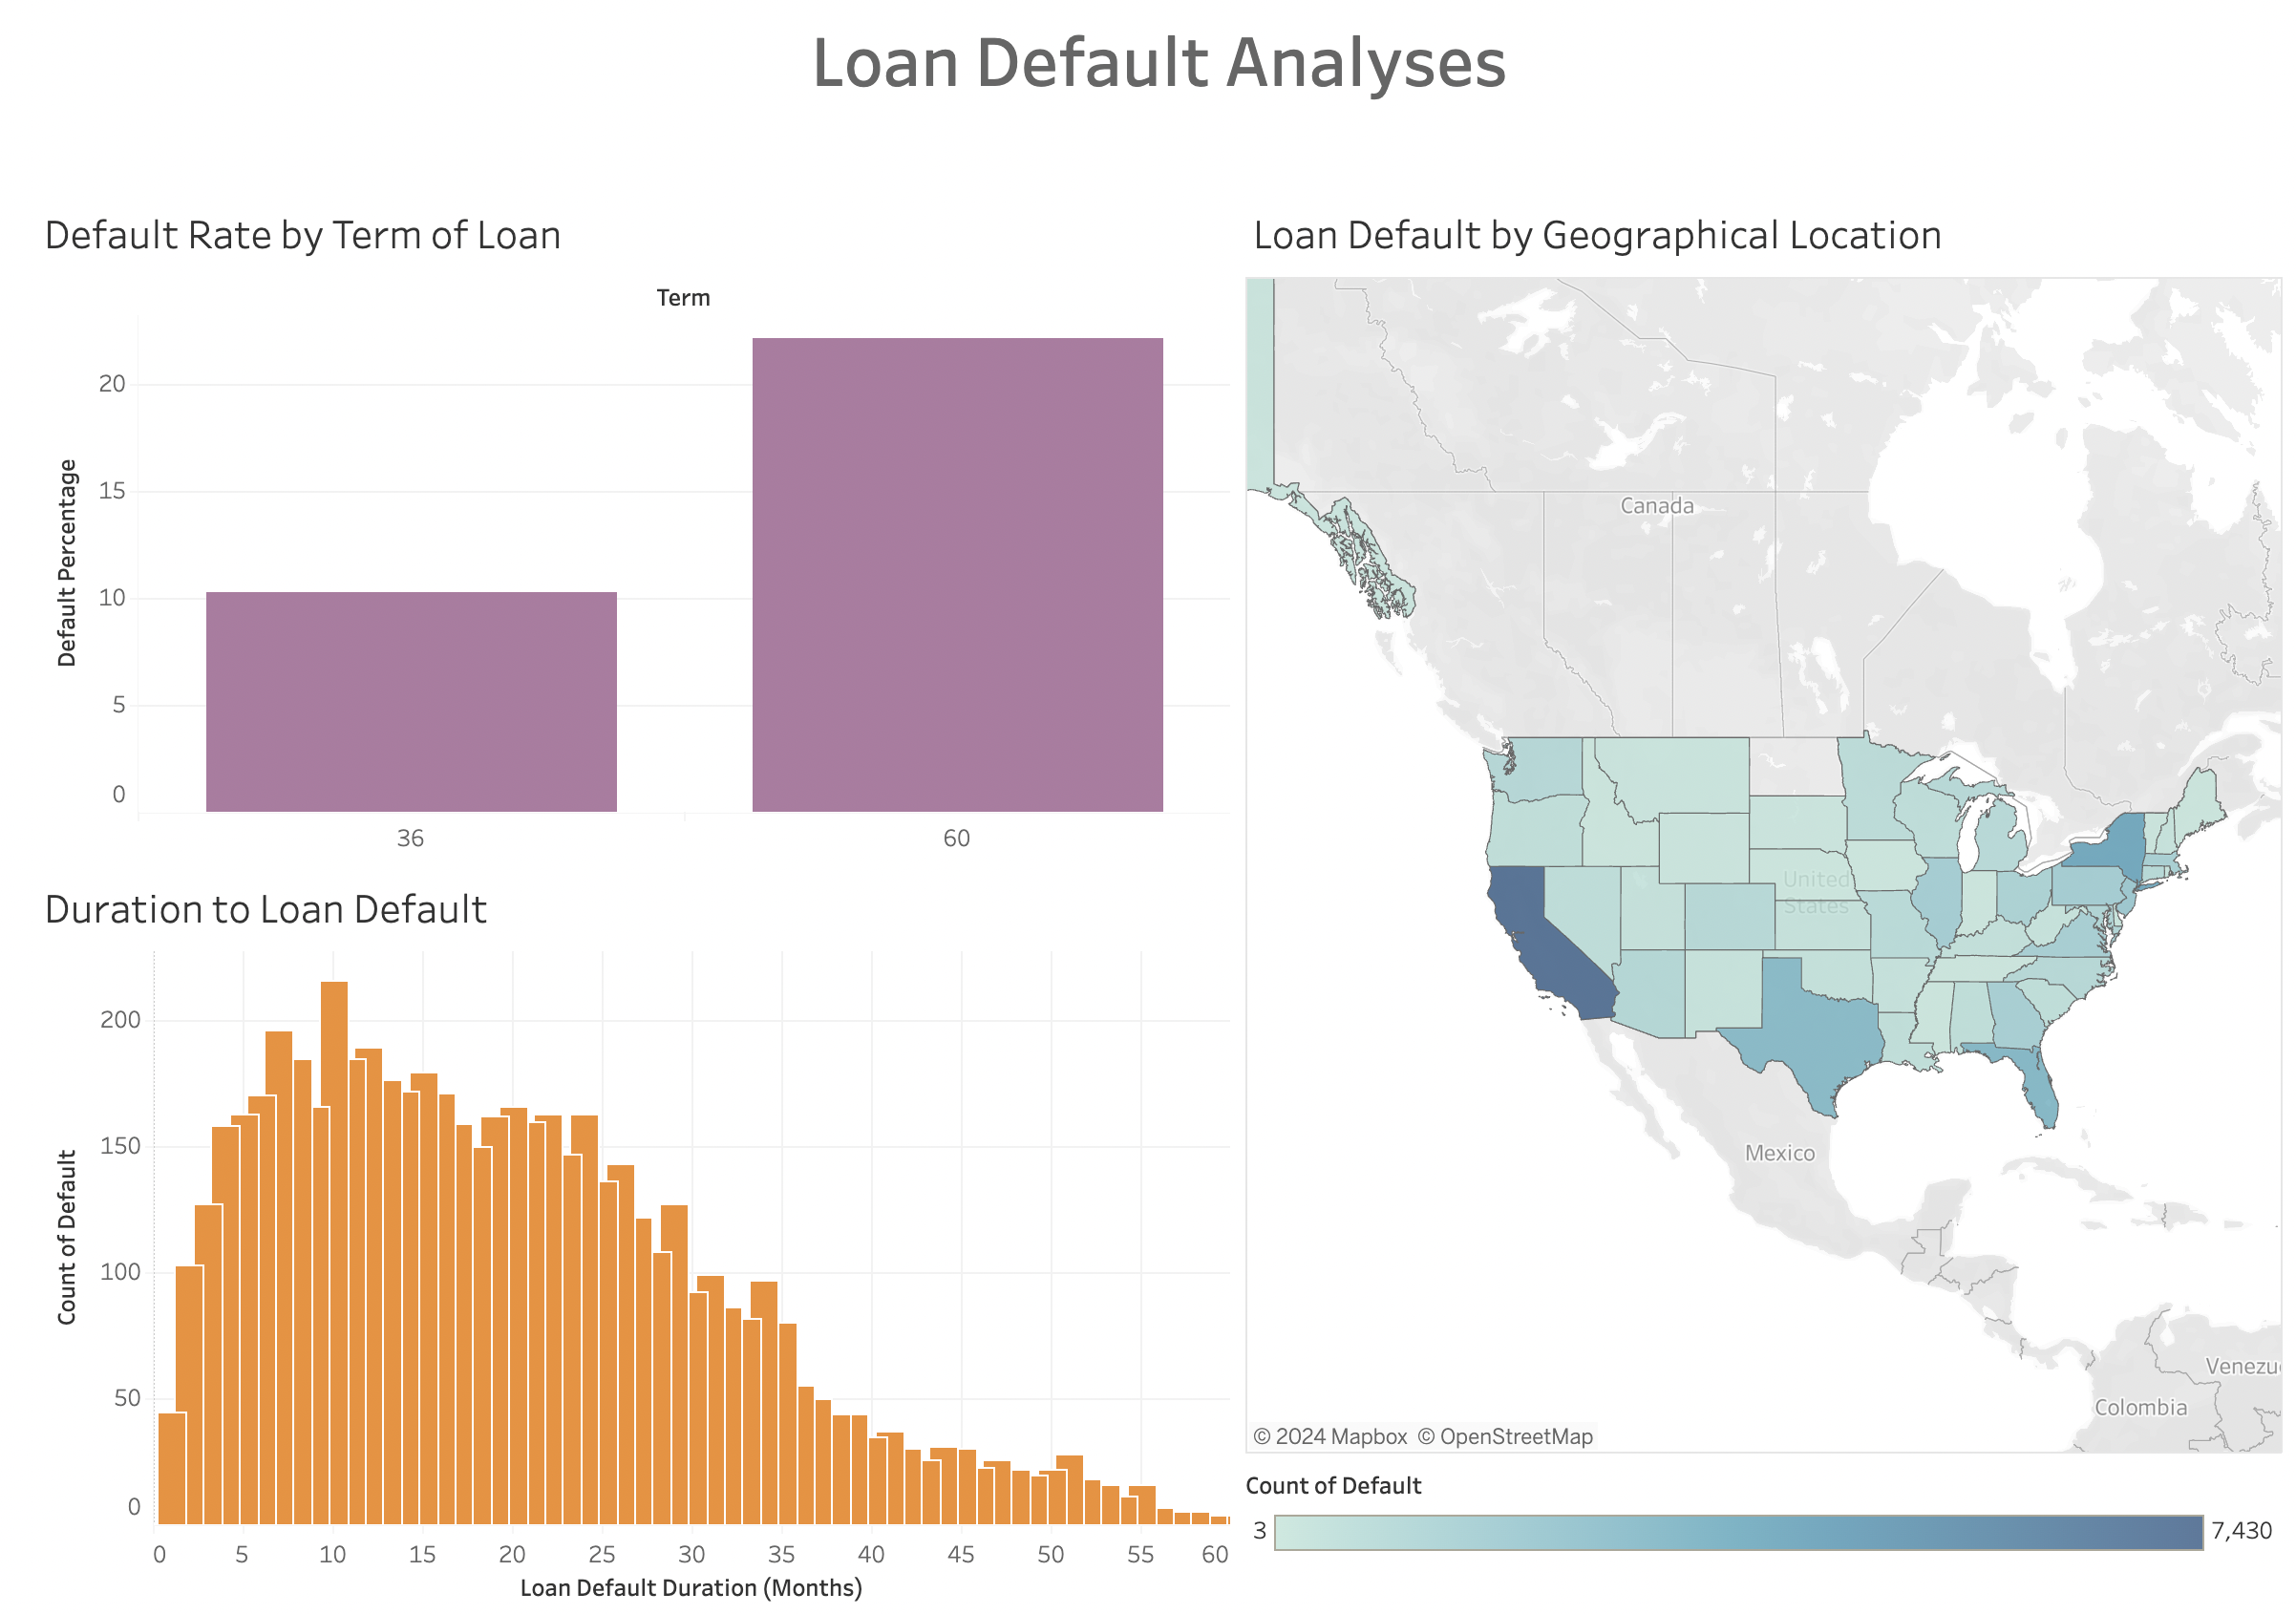 Loan Default Analyses
Default Rate by Term of Loan
Term
Default Percentage
20
15
10
5
0
36
60
Duration to Loan Default
Count of Default
200
150
100
50
0
0 5 10 15 20 25 30 35 40 45 50 55 60
Loan Default Duration (Months)
Loan Default by Geographical Location
Canada
United
States
Mexico
Venezu
Colombia
© 2024 Mapbox © OpenStreetMap
Count of Default
3 7,430